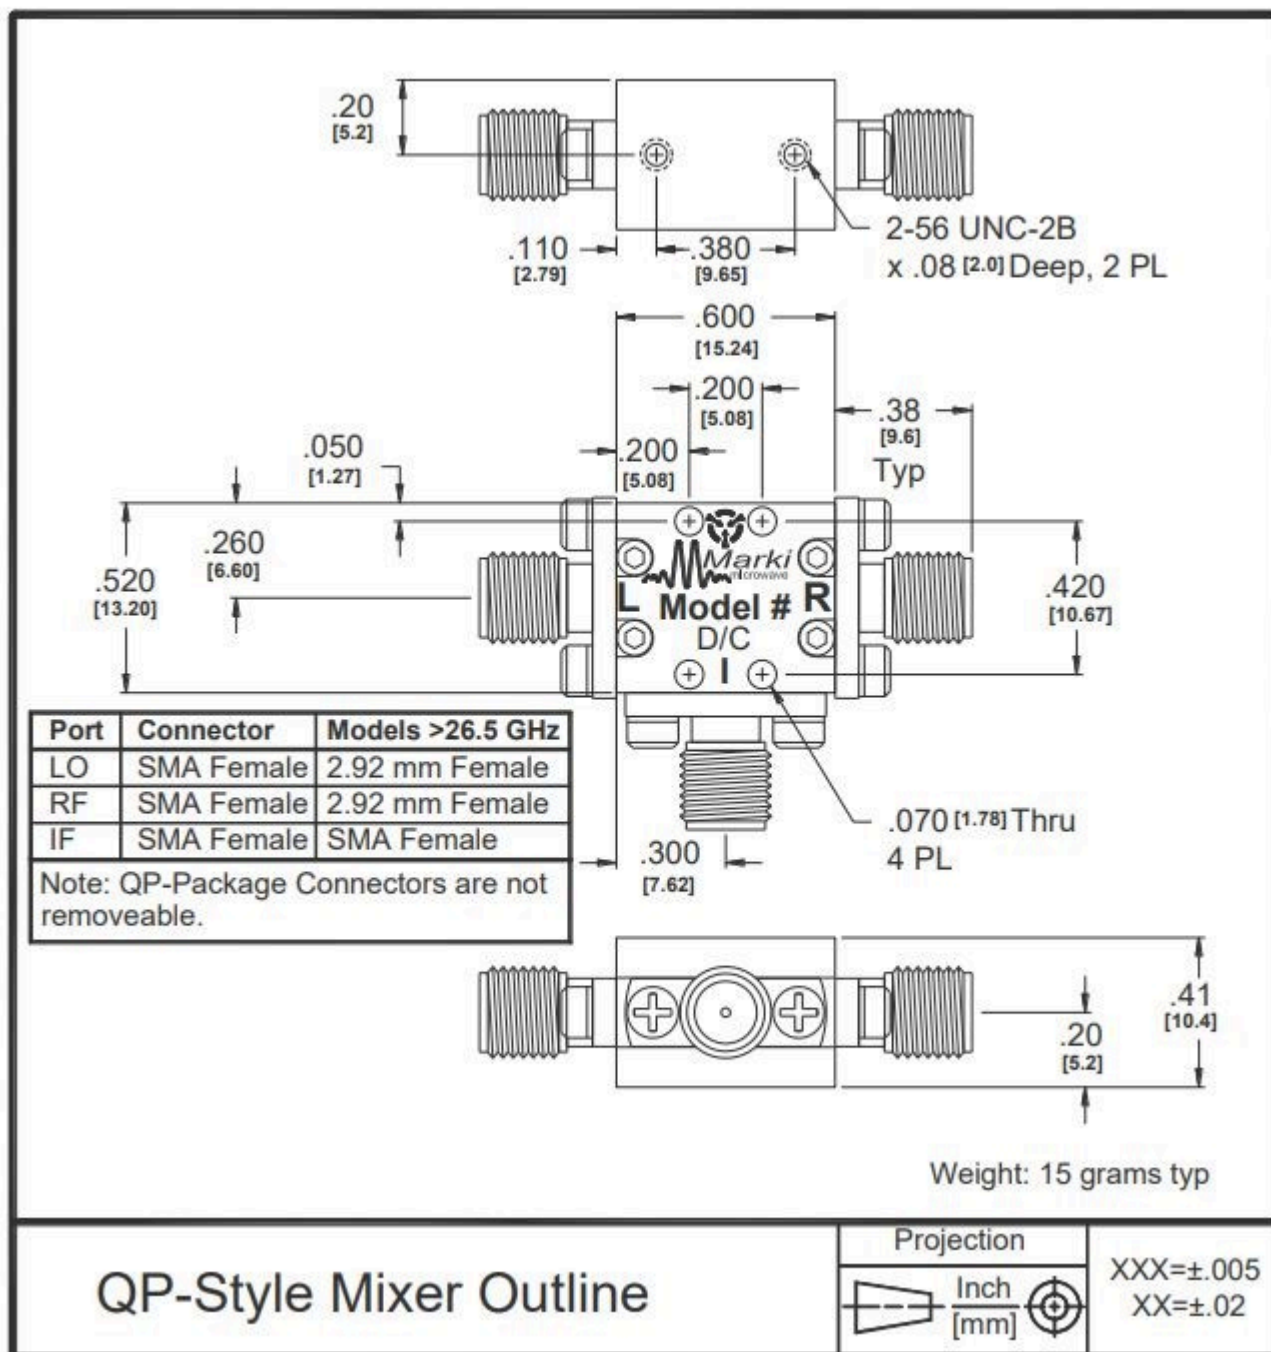 .20
[5.2]
.110
[2.79]
.380
[9.65]
2-56 UNC-2B
x .08 [2.0] Deep, 2 PL
.600
[15.24]
.200
[5.08]
.200
[5.08]
.38
[9.6]
Typ
.050
[1.27]
.260
[6.60]
.520
[13.20]
.420
[10.67]
Marki
microwave
L Model # R
D/C
I
Port Connector Models >26.5 GHz
LO SMA Female 2.92 mm Female
RF SMA Female 2.92 mm Female
IF SMA Female SMA Female
Note: QP-Package Connectors are not
removeable.
.070 [1.78] Thru
4 PL
.300
[7.62]
.41
[10.4]
.20
[5.2]
Weight: 15 grams typ
QP-Style Mixer Outline
Projection
Inch
[mm]
XXX=±.005
XX=±.02